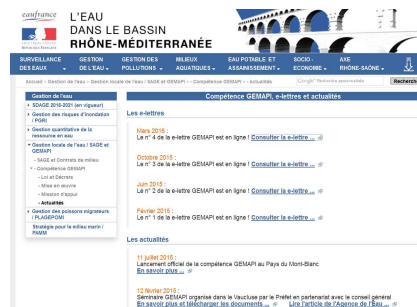 eaufrance
L'EAU
DANS LE BASSIN
RHÔNE-MÉDITERRANÉE
SURVEILLANCE DES EAUX
GESTION DE L'EAU
GESTION DES POLLUTIONS
MILIEUX AQUATIQUES
EAU POTABLE ET ASSAINISSEMENT
SOCIO-ECONOMIE
AXE RHÔNE-SAÔNE
Accueil > Gestion de l'eau > Gestion locale de l'eau / SAGE et GEMAPI > - Compétence GEMAPI > - Actualités
Google
Recherche
Gestion de l'eau
SDAGE 2016-2021 (en vigueur)
Gestion des risques d'inondation / PGRI
Gestion quantitative de la ressource en eau
Gestion locale de l'eau / SAGE et GEMAPI
- SAGE et Contrats de milieu
- Compétence GEMAPI
- Loi et Décrets
- Mise en œuvre
- Mission d'appui
- Actualités
Gestion des poissons migrateurs / PLAGEPOMI
Stratégie pour le milieu marin / PAMM
Compétence GEMAPI, e-lettres et actualités
Les e-lettres
Mars 2016 :
Le n° 4 de la e-lettre GEMAPI est en ligne ! Consulter la e-lettre ...
Octobre 2015 :
Le n° 3 de la e-lettre GEMAPI est en ligne ! Consulter la e-lettre ...
Juin 2015 :
Le n° 2 de la e-lettre GEMAPI est en ligne ! Consulter la e-lettre ...
Février 2015 :
Le n° 1 de la e-lettre GEMAPI est en ligne ! Consulter la e-lettre ...
Les actualités
11 juillet 2016 :
Lancement officiel de la compétence GEMAPI au Pays du Mont-Blanc
En savoir plus ...
12 février 2016 :
Séminaire GEMAPI organisé dans le Vaucluse par le Préfet en partenariat avec le conseil général
En savoir plus et télécharger les documents ... Lire l'article de l'Agence de l'Eau ...